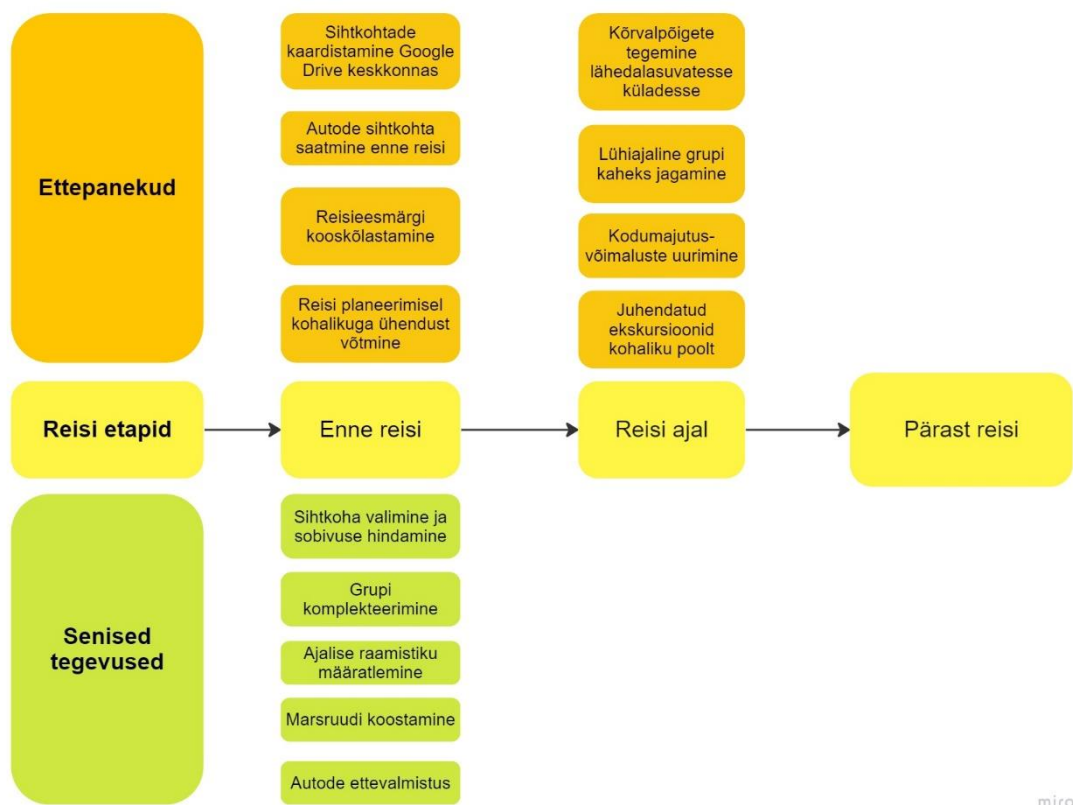 Ettepanekud
Sihtkohtade
kaardistamine Google
Drive keskkonnas
Autode sihtkohta
saatmine enne reisi
Reisieesmärgi
kooskõlastamine
Reisi planeerimisel
kohalikuga ühendust
võtmine
Kõrvalpõigete
tegemine
lähedalasuvatesse
küladesse
Lühiajaline grupi
kaheks jagamine
Kodumajutus-
võimaluste uurimine
Juhendatud
ekskursioonid
kohaliku poolt
Reisi etapid
Enne reisi
Reisi ajal
Pärast reisi
Senised
tegevused
Sihtkoha valimine ja
sobivuse hindamine
Grupi
komplekteerimine
Ajalise raamistiku
määratlemine
Marsruudi koostamine
Autode ettevalmistus
miro